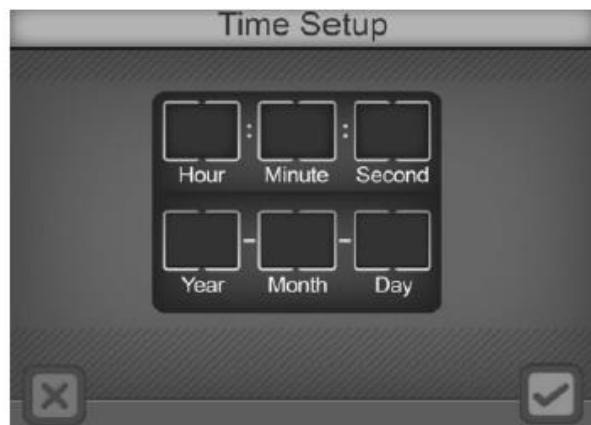 Time Setup
: :
Hour Minute Second
- -
Year Month Day